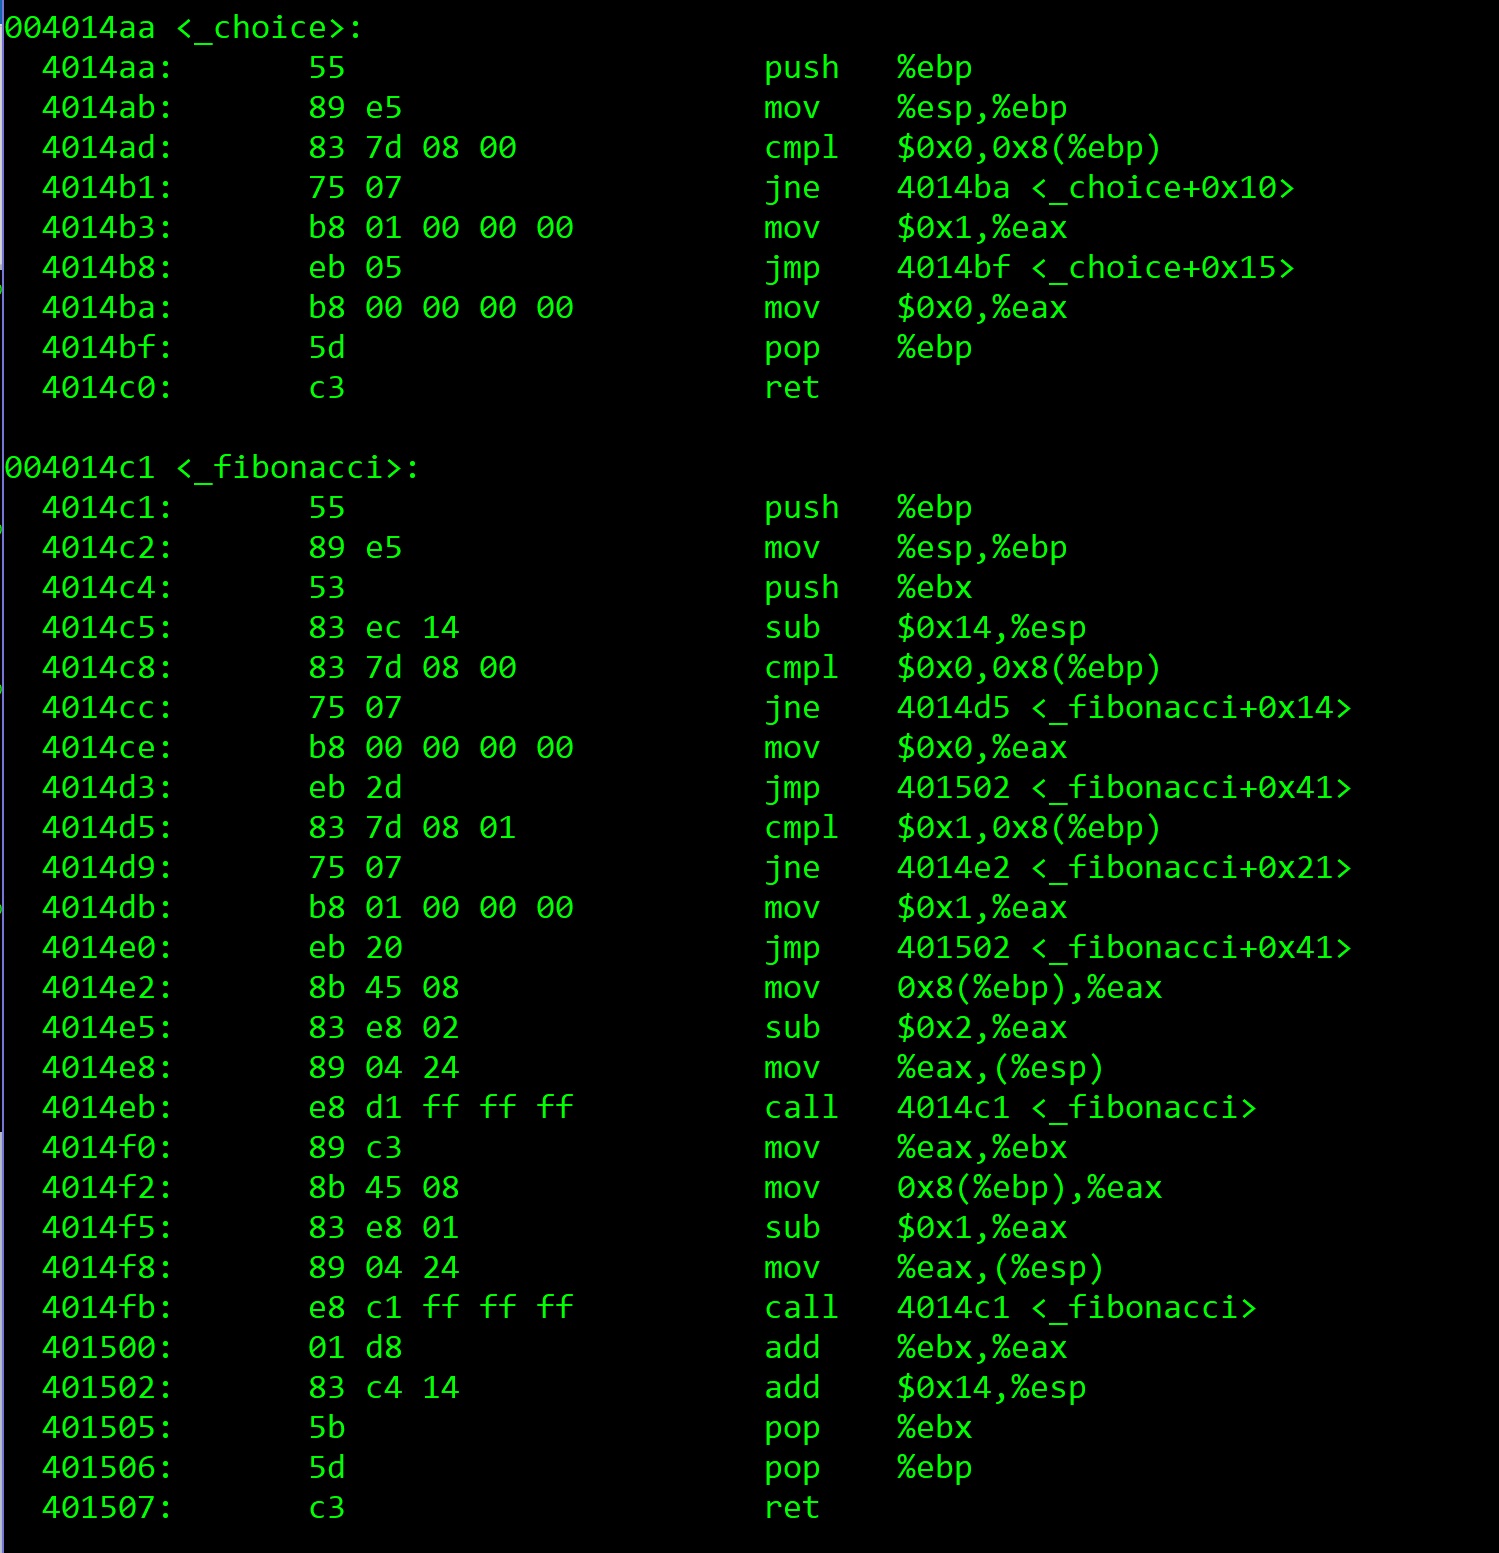 004014aa <_choice>:
  4014aa:       55                      push   %ebp
  4014ab:       89 e5                   mov    %esp,%ebp
  4014ad:       83 7d 08 00             cmpl   $0x0,0x8(%ebp)
  4014b1:       75 07                   jne    4014ba <_choice+0x10>
  4014b3:       b8 01 00 00 00          mov    $0x1,%eax
  4014b8:       eb 05                   jmp    4014bf <_choice+0x15>
  4014ba:       b8 00 00 00 00          mov    $0x0,%eax
  4014bf:       5d                      pop    %ebp
  4014c0:       c3                      ret

004014c1 <_fibonacci>:
  4014c1:       55                      push   %ebp
  4014c2:       89 e5                   mov    %esp,%ebp
  4014c4:       53                      push   %ebx
  4014c5:       83 ec 14                sub    $0x14,%esp
  4014c8:       83 7d 08 00             cmpl   $0x0,0x8(%ebp)
  4014cc:       75 07                   jne    4014d5 <_fibonacci+0x14>
  4014ce:       b8 00 00 00 00          mov    $0x0,%eax
  4014d3:       eb 2d                   jmp    401502 <_fibonacci+0x41>
  4014d5:       83 7d 08 01             cmpl   $0x1,0x8(%ebp)
  4014d9:       75 07                   jne    4014e2 <_fibonacci+0x21>
  4014db:       b8 01 00 00 00          mov    $0x1,%eax
  4014e0:       eb 20                   jmp    401502 <_fibonacci+0x41>
  4014e2:       8b 45 08                mov    0x8(%ebp),%eax
  4014e5:       83 e8 02                sub    $0x2,%eax
  4014e8:       89 04 24                mov    %eax,(%esp)
  4014eb:       e8 d1 ff ff ff          call   4014c1 <_fibonacci>
  4014f0:       89 c3                   mov    %eax,%ebx
  4014f2:       8b 45 08                mov    0x8(%ebp),%eax
  4014f5:       83 e8 01                sub    $0x1,%eax
  4014f8:       89 04 24                mov    %eax,(%esp)
  4014fb:       e8 c1 ff ff ff          call   4014c1 <_fibonacci>
  401500:       01 d8                   add    %ebx,%eax
  401502:       83 c4 14                add    $0x14,%esp
  401505:       5b                      pop    %ebx
  401506:       5d                      pop    %ebp
  401507:       c3                      ret